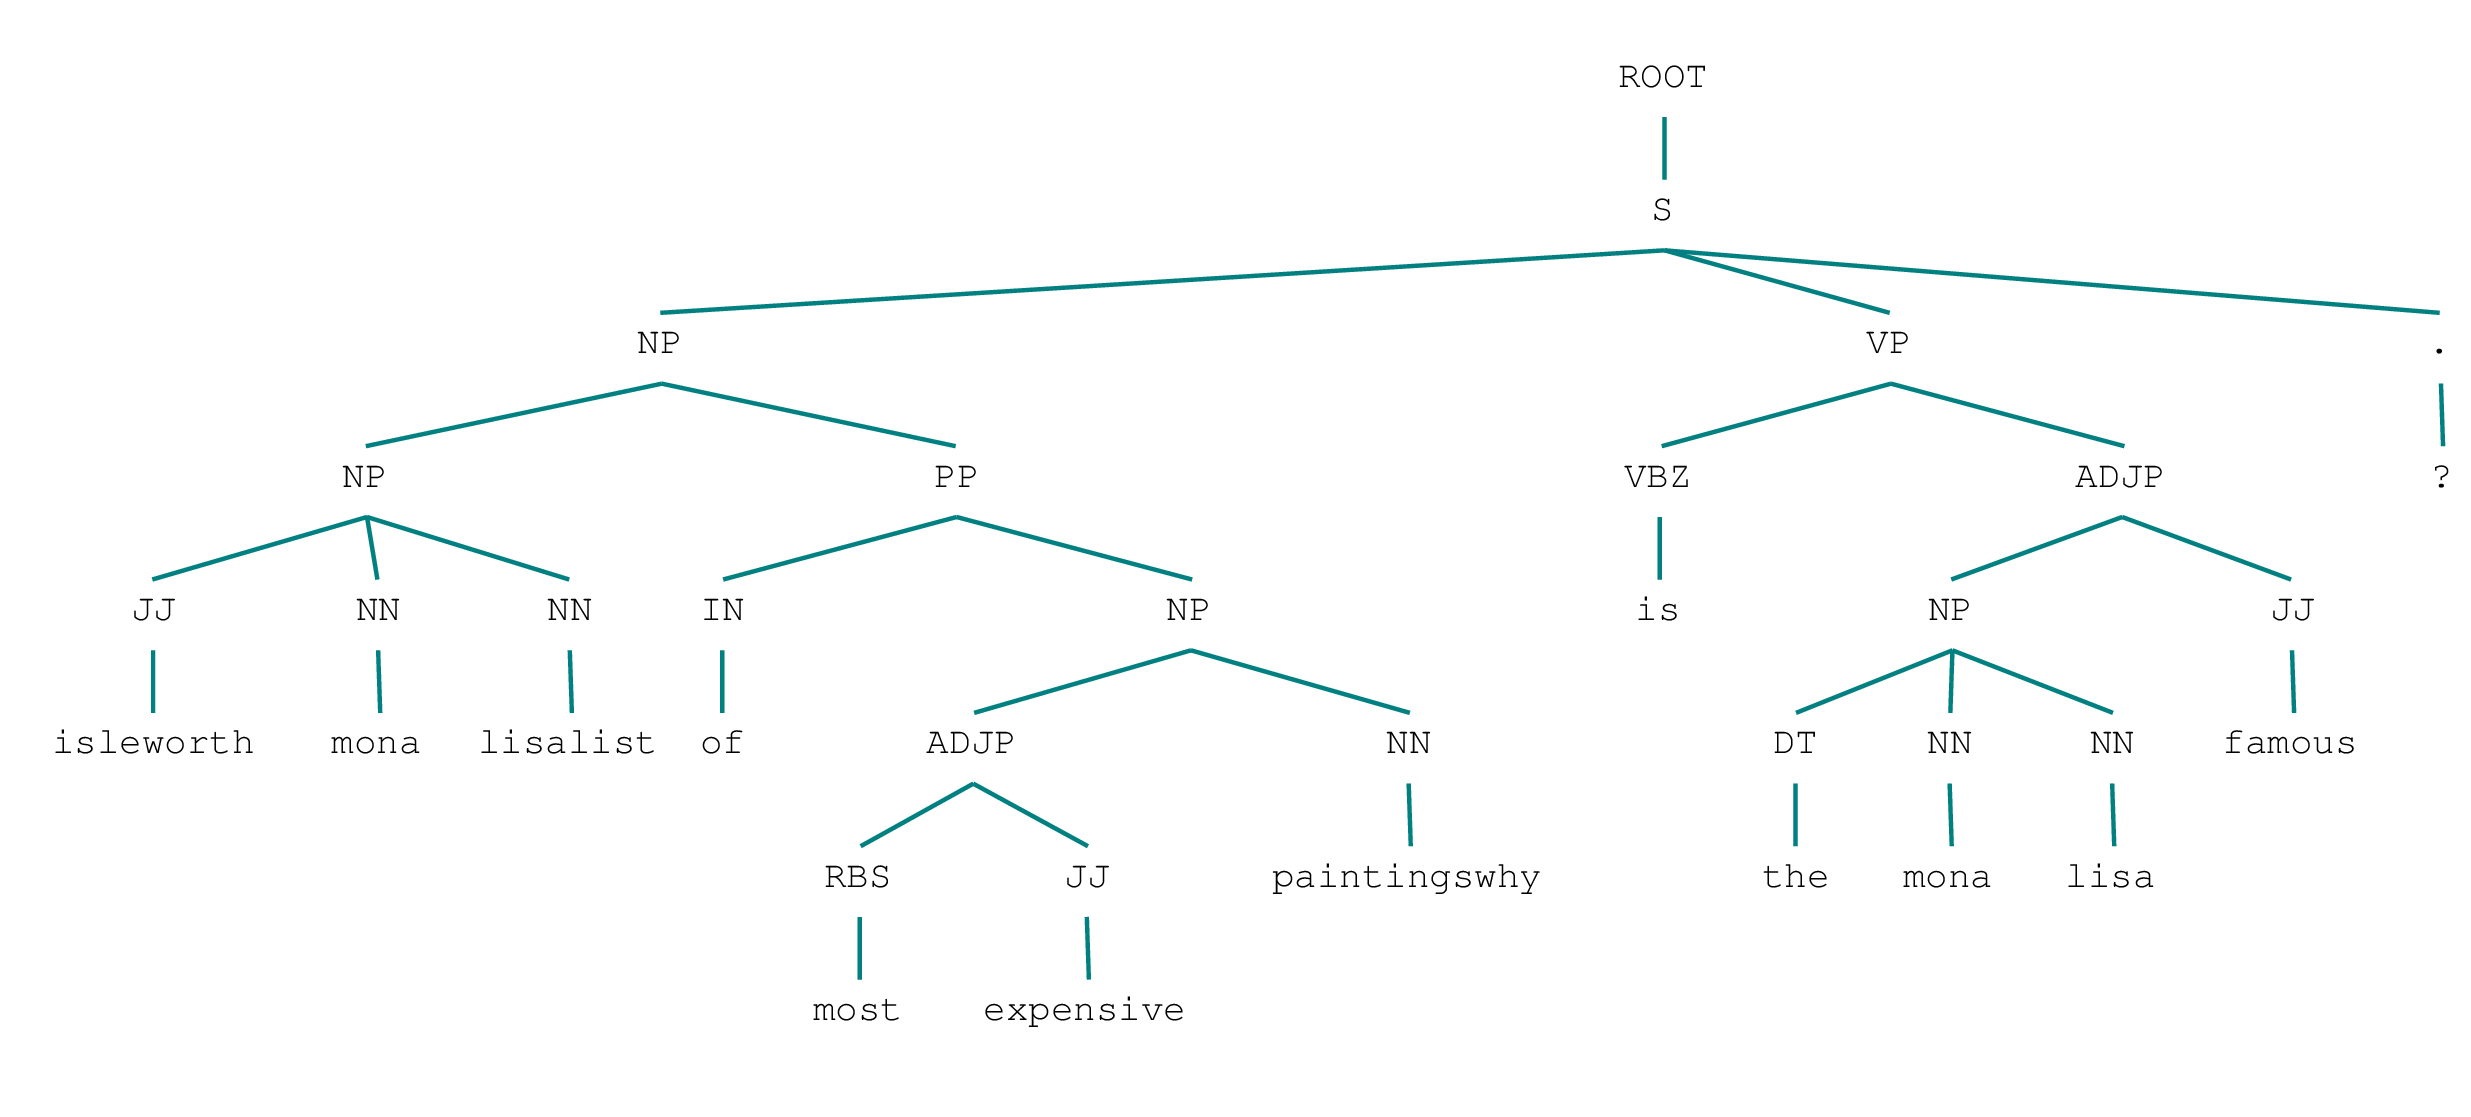 ROOT
S
NP VP .
NP PP VBZ ADJP ?
JJ NN NN IN NP is NP JJ
isleworth mona lisalist of ADJP NN DT NN NN famous
RBS JJ paintingswhy the mona lisa
most expensive